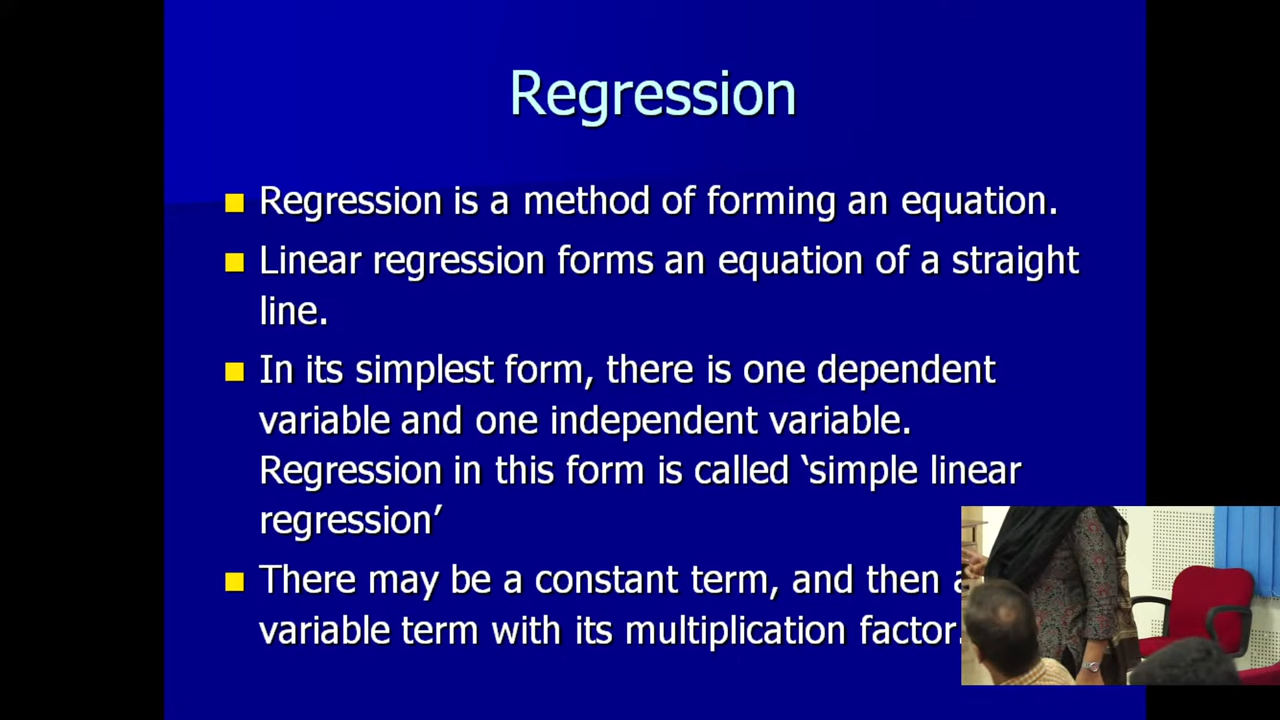 Regression
Regression is a method of forming an equation.
Linear regression forms an equation of a straight
line.
In its simplest form, there is one dependent
variable and one independent variable.
Regression in this form is called ‘simple linear
regression’
There may be a constant term, and then
variable term with its multiplication factor.